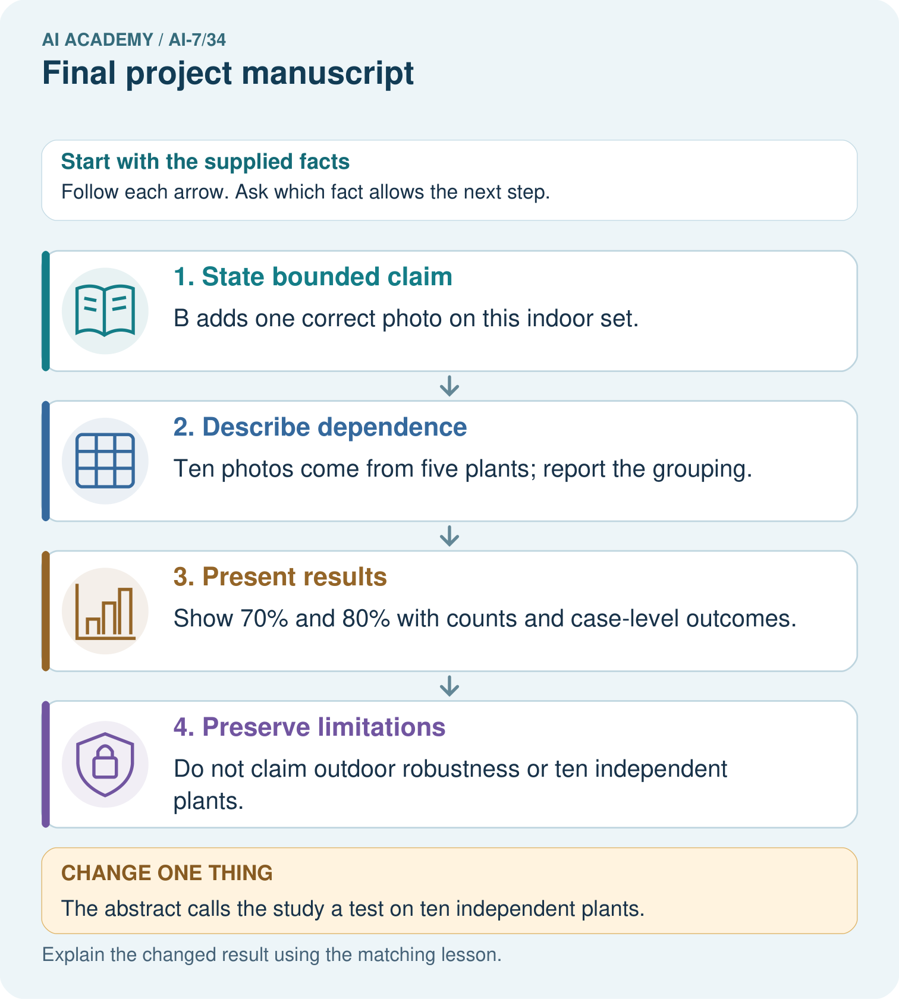 AI ACADEMY / AI-7/34
Final project manuscript
Start with the supplied facts
Follow each arrow. Ask which fact allows the next step.
1. State bounded claim
B adds one correct photo on this indoor set.
2. Describe dependence
Ten photos come from five plants; report the grouping.
3. Present results
Show 70% and 80% with counts and case-level outcomes.
4. Preserve limitations
Do not claim outdoor robustness or ten independent
plants.
CHANGE ONE THING
The abstract calls the study a test on ten independent plants.
Explain the changed result using the matching lesson.